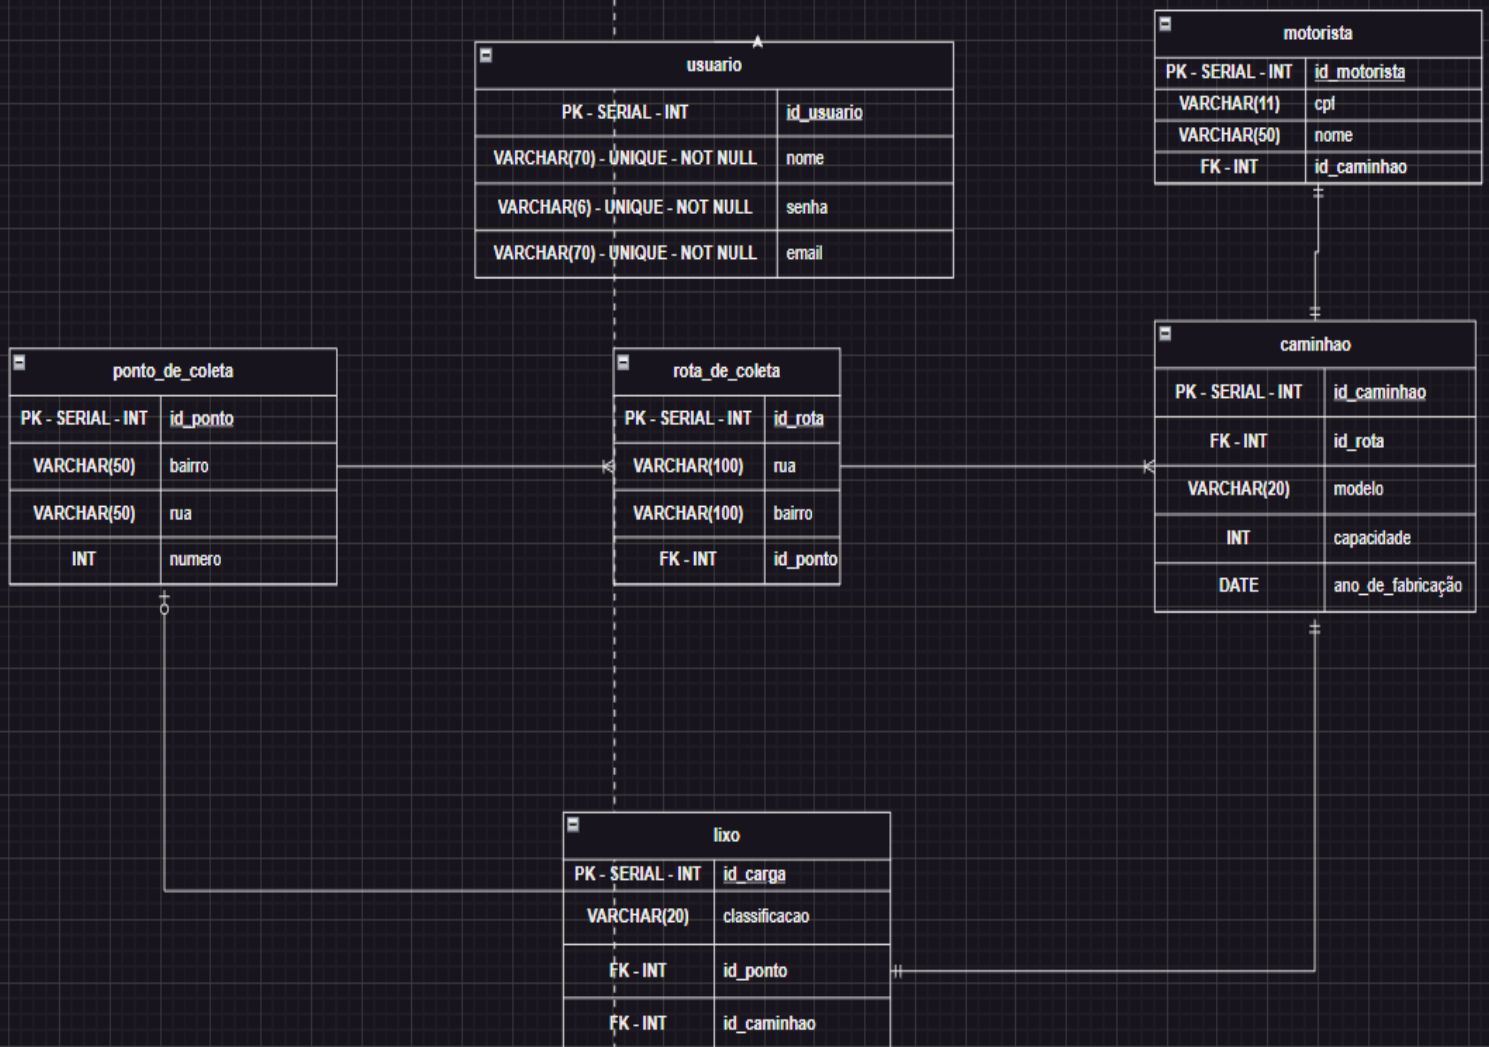 usuario
PK - SERIAL - INT id_usuario
VARCHAR(70) - UNIQUE - NOT NULL nome
VARCHAR(6) - UNIQUE - NOT NULL senha
VARCHAR(70) - UNIQUE - NOT NULL email
motorista
PK - SERIAL - INT id_motorista
VARCHAR(11) cpf
VARCHAR(50) nome
FK - INT id_caminhao
ponto_de_coleta
PK - SERIAL - INT id_ponto
VARCHAR(50) bairro
VARCHAR(50) rua
INT numero
rota_de_coleta
PK - SERIAL - INT id_rota
VARCHAR(100) rua
VARCHAR(100) bairro
FK - INT id_ponto
caminhao
PK - SERIAL - INT id_caminhao
FK - INT id_rota
VARCHAR(20) modelo
INT capacidade
DATE ano_de_fabricação
lixo
PK - SERIAL - INT id_carga
VARCHAR(20) classificacao
FK - INT id_ponto
FK - INT id_caminhao